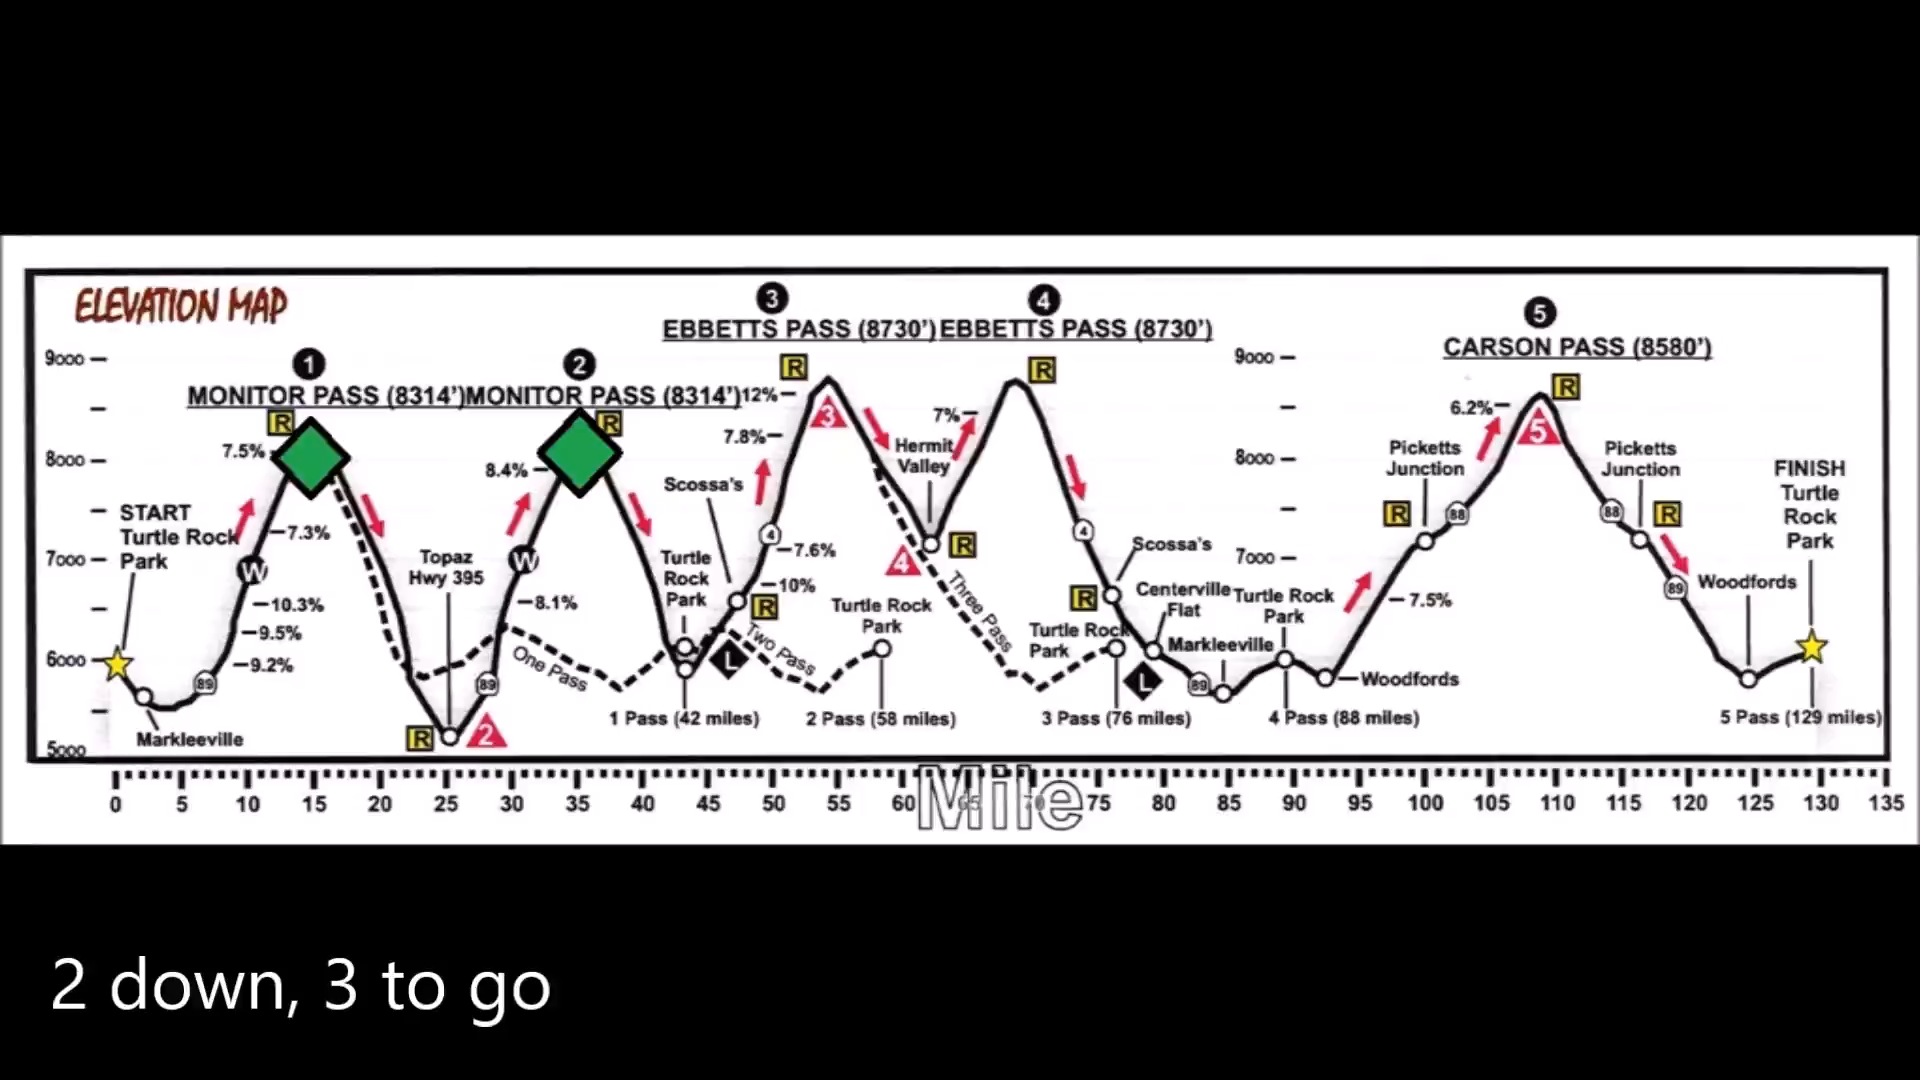 ELEVATION MAP
3
4
5
EBBETTS PASS (8730')
EBBETTS PASS (8730')
CARSON PASS (8580')
1
2
MONITOR PASS (8314')
MONITOR PASS (8314')
9000
8000
7000
6000
5000
9000
8000
7000
START
Turtle Rock
Park
Markleeville
89
9.2%
9.5%
10.3%
W
7.3%
7.5%
R
Topaz
Hwy 395
R
2
89
8.1%
W
8.4%
R
One Pass
Turtle
Rock
Park
Scossa's
R
L
10%
7.6%
4
7.8%
12%
R
3
Two Pass
Turtle Rock
Park
Hermit
Valley
7%
4
R
Three Pass
R
4
Turtle Rock
Park
R
Scossa's
Centerville
Flat
L
Markleeville
89
Turtle Rock
Park
Woodfords
7.5%
R
Picketts
Junction
88
6.2%
R
5
88
Picketts
Junction
R
89
Woodfords
FINISH
Turtle
Rock
Park
1 Pass (42 miles)
2 Pass (58 miles)
3 Pass (76 miles)
4 Pass (88 miles)
5 Pass (129 miles)
0 5 10 15 20 25 30 35 40 45 50 55 60 65 70 75 80 85 90 95 100 105 110 115 120 125 130 135
Mile
2 down, 3 to go